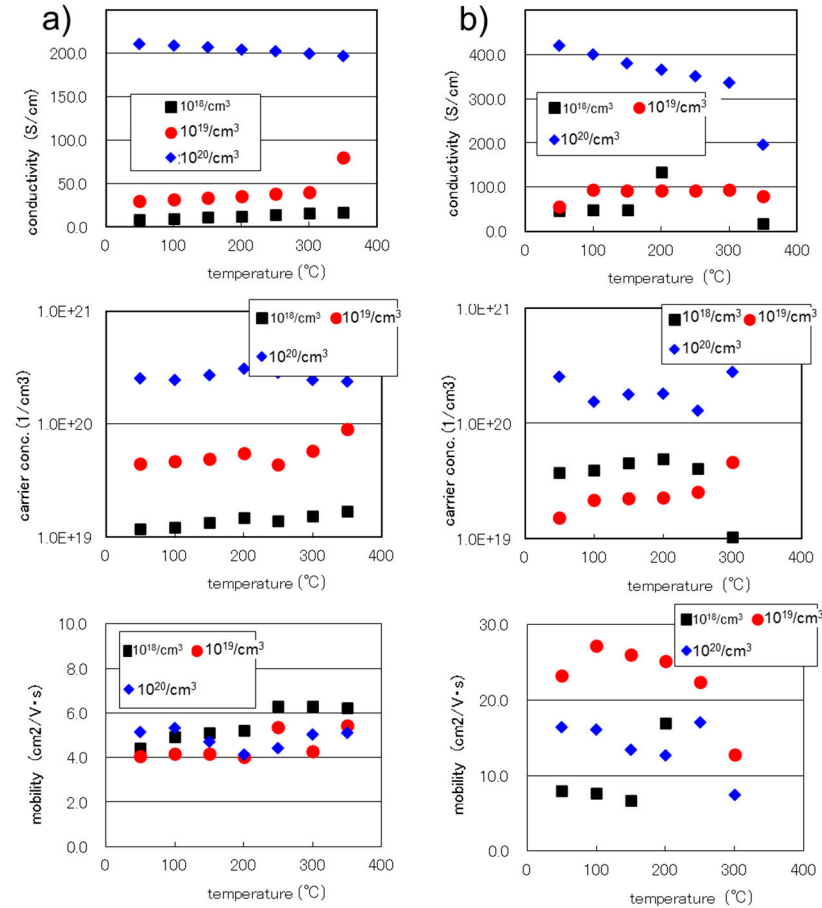 a)
200.0
150.0
100.0
50.0
0.0
conductivity (S/cm)
10¹⁸/cm³
10¹⁹/cm³
10²⁰/cm³
0 100 200 300 400
temperature (℃)
1.0E+21
1.0E+20
1.0E+19
carrier conc. (1/cm3)
10¹⁸/cm³ 10¹⁹/cm³
10²⁰/cm³
0 100 200 300 400
temperature (℃)
10.0
8.0
6.0
4.0
2.0
0.0
mobility (cm2/V・s)
10¹⁸/cm³ 10¹⁹/cm³
10²⁰/cm³
0 100 200 300 400
temperature (℃)
b)
400.0
300.0
200.0
100.0
0.0
conductivity (S/cm)
10¹⁸/cm³ 10¹⁹/cm³
10²⁰/cm³
0 100 200 300 400
temperature (℃)
1.0E+21
1.0E+20
1.0E+19
carrier conc. (1/cm3)
10¹⁸/cm³ 10¹⁹/cm³
10²⁰/cm³
0 100 200 300 400
temperature (℃)
30.0
20.0
10.0
0.0
mobility (cm2/V・s)
10¹⁸/cm³ 10¹⁹/cm³
10²⁰/cm³
0 100 200 300 400
temperature (℃)